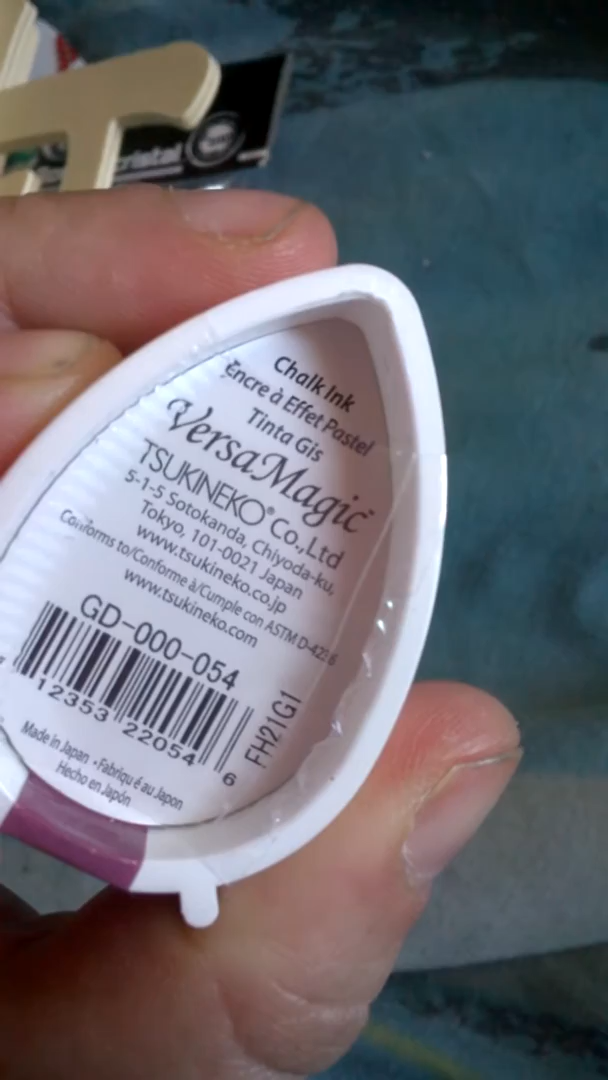 cristal
Chalk Ink
Encre à Effet Pastel
Tinta Gis
VersaMagic
TSUKINEKO® Co., Ltd
5-1-5 Sotokanda, Chiyoda-ku,
Tokyo, 101-0021 Japan
www.tsukineko.co.jp
Conforms to/Conforme à/Cumple con ASTM D-4236
www.tsukineko.com
GD-000-054
12353 22054 6
FH21G1
Made in Japan • Fabriqué au Japon
Hecho en Japón